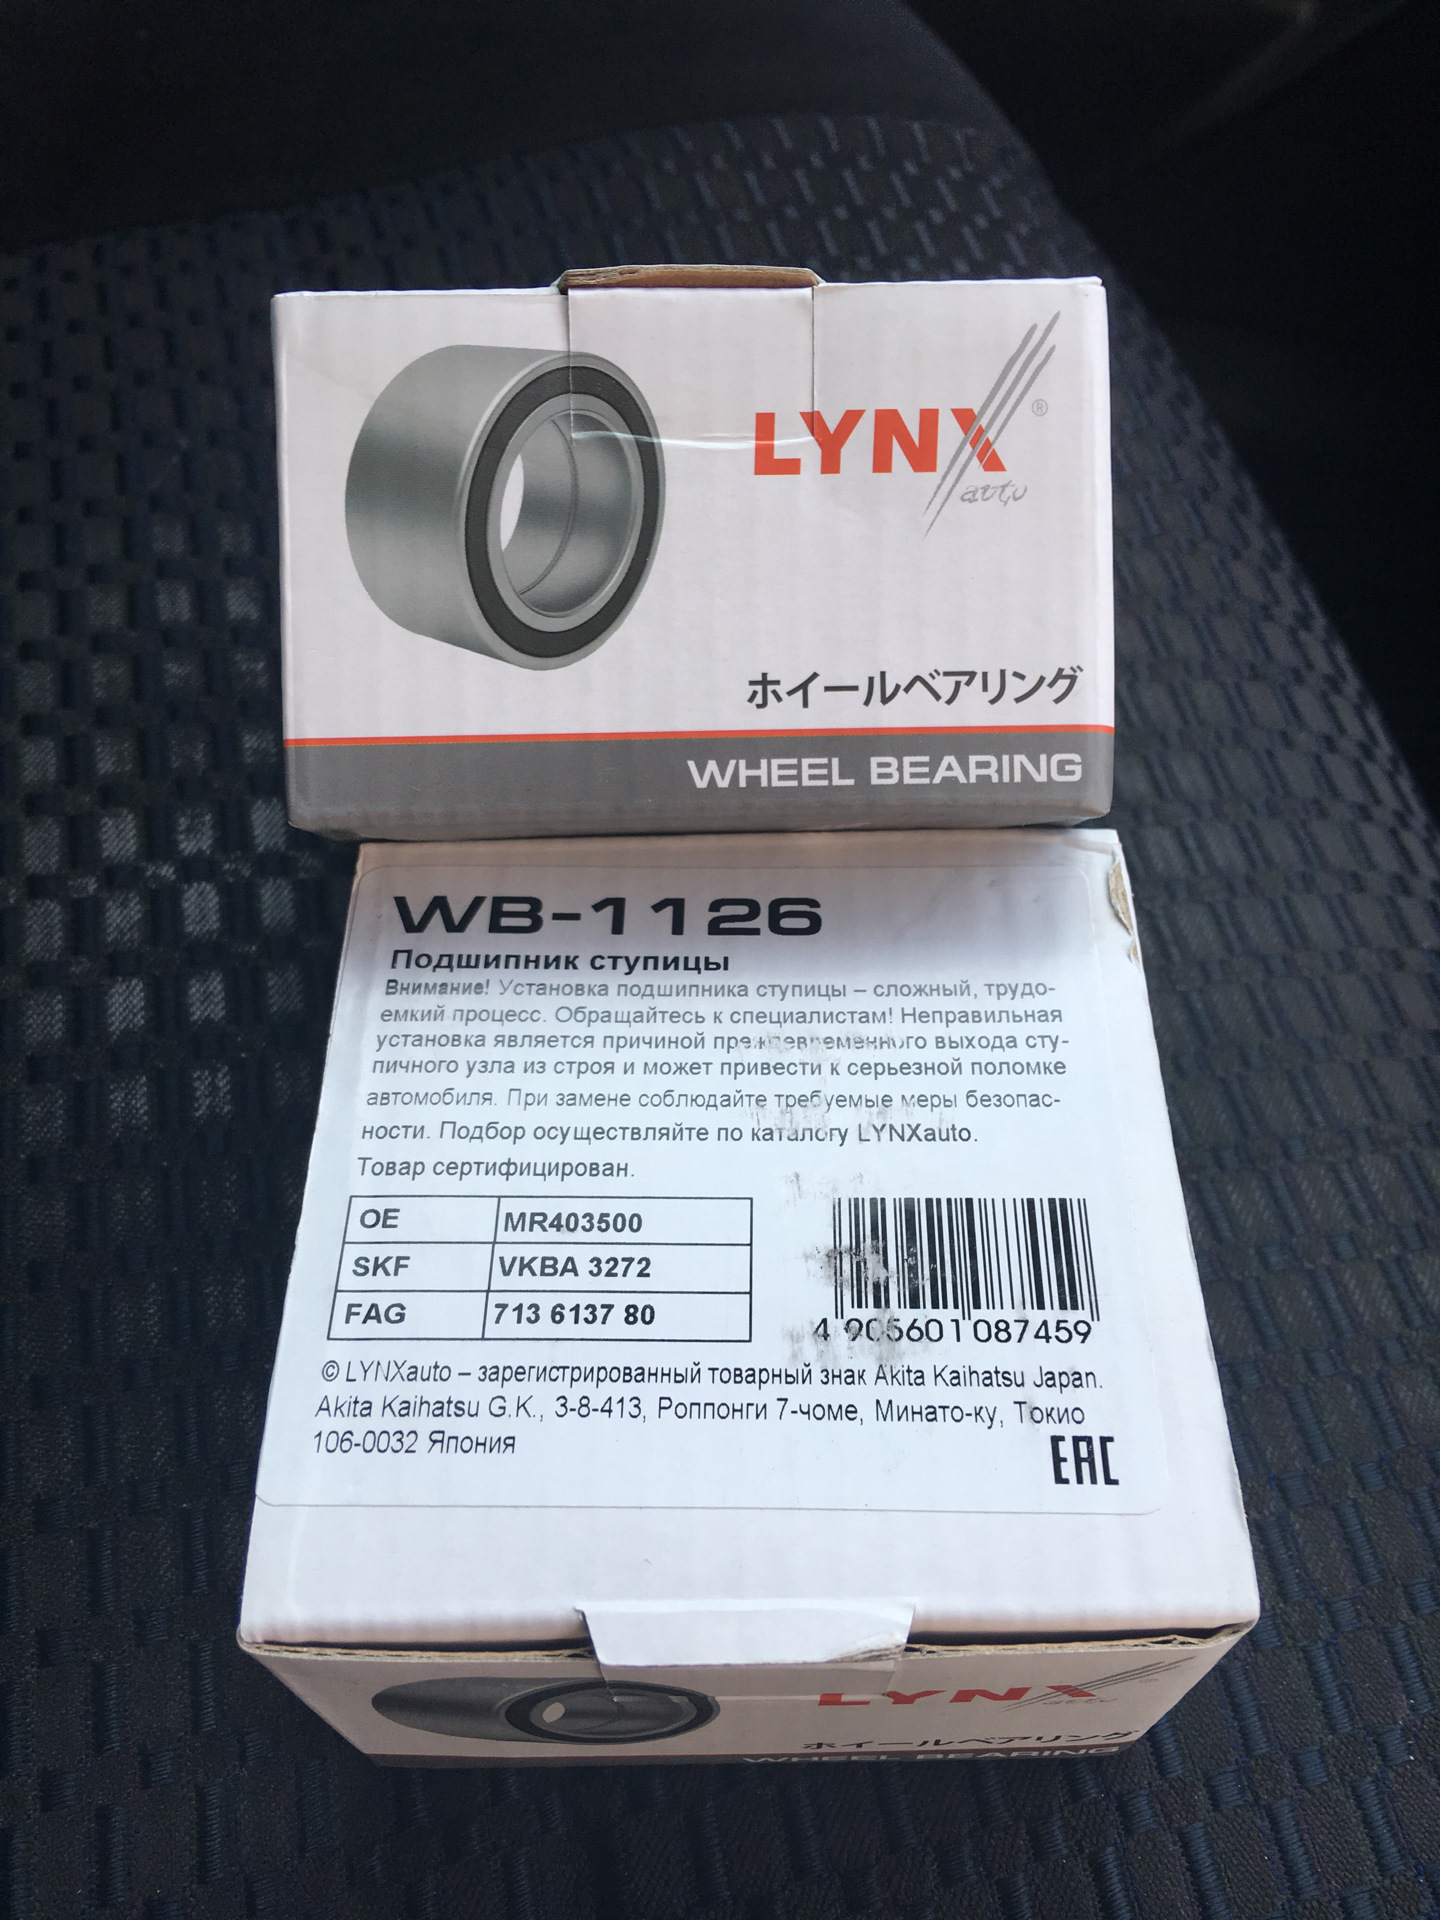 LYNX®
auto
ホイールベアリング
WHEEL BEARING
WB-1126
Подшипник ступицы
Внимание! Установка подшипника ступицы – сложный, трудо-
емкий процесс. Обращайтесь к специалистам! Неправильная
установка является причиной преждевременного выхода сту-
пичного узла из строя и может привести к серьезной поломке
автомобиля. При замене соблюдайте требуемые меры безопас-
ности. Подбор осуществляйте по каталогу LYNXauto.
Товар сертифицирован.
OE MR403500
SKF VKBA 3272
FAG 713 6137 80
4 905601 087459
© LYNXauto – зарегистрированный товарный знак Akita Kaihatsu Japan.
Akita Kaihatsu G.K., 3-8-413, Роппонги 7-чоме, Минато-ку, Токио
106-0032 Япония
EAC
LYNX
auto
ホイールベアリング
WHEEL BEARING